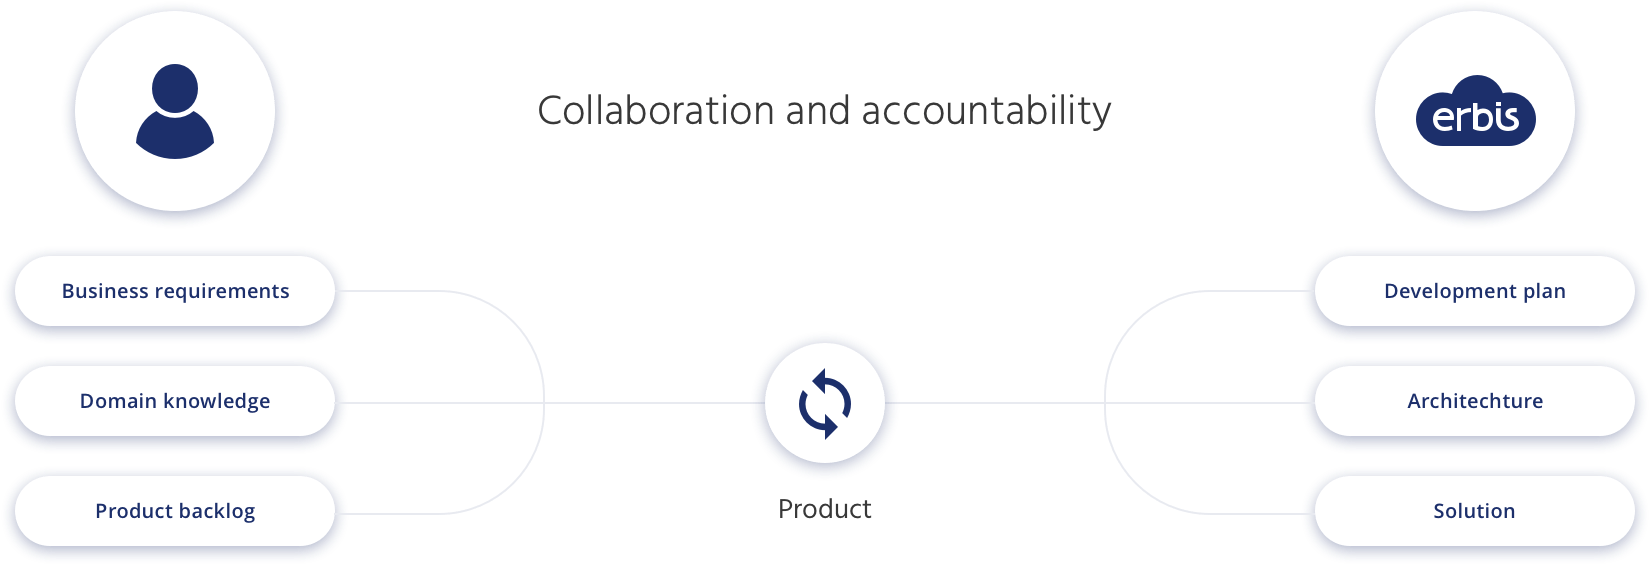 Collaboration and accountability
erbis
Business requirements
Domain knowledge
Product backlog
Product
Development plan
Architechture
Solution